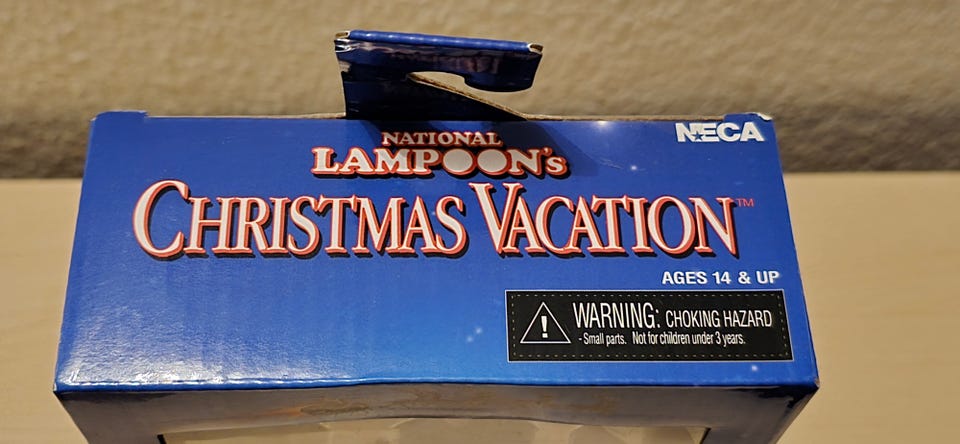 NECA
NATIONAL
LAMPOON's
CHRISTMAS VACATION™
AGES 14 & UP
WARNING: CHOKING HAZARD
- Small parts. Not for children under 3 years.